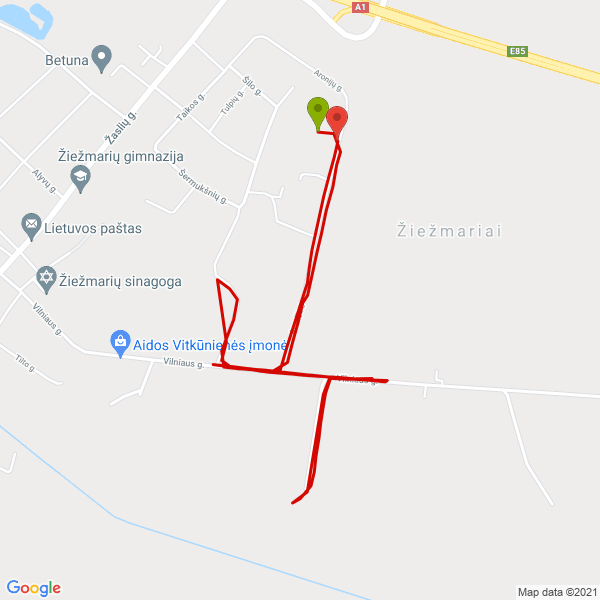 A1
E85
Betuna
Aronijų g.
Šilo g.
Tulpių g.
Taikos g.
Žaslių g.
Žiežmarių gimnazija
Alyvų g.
Šermukšnių g.
Lietuvos paštas
Žiežmariai
Žiežmarių sinagoga
Vilniaus g.
Aidos Vitkūnienės įmonė
Tilto g.
Vilniaus g.
Vilniaus g.
Google
Map data ©2021